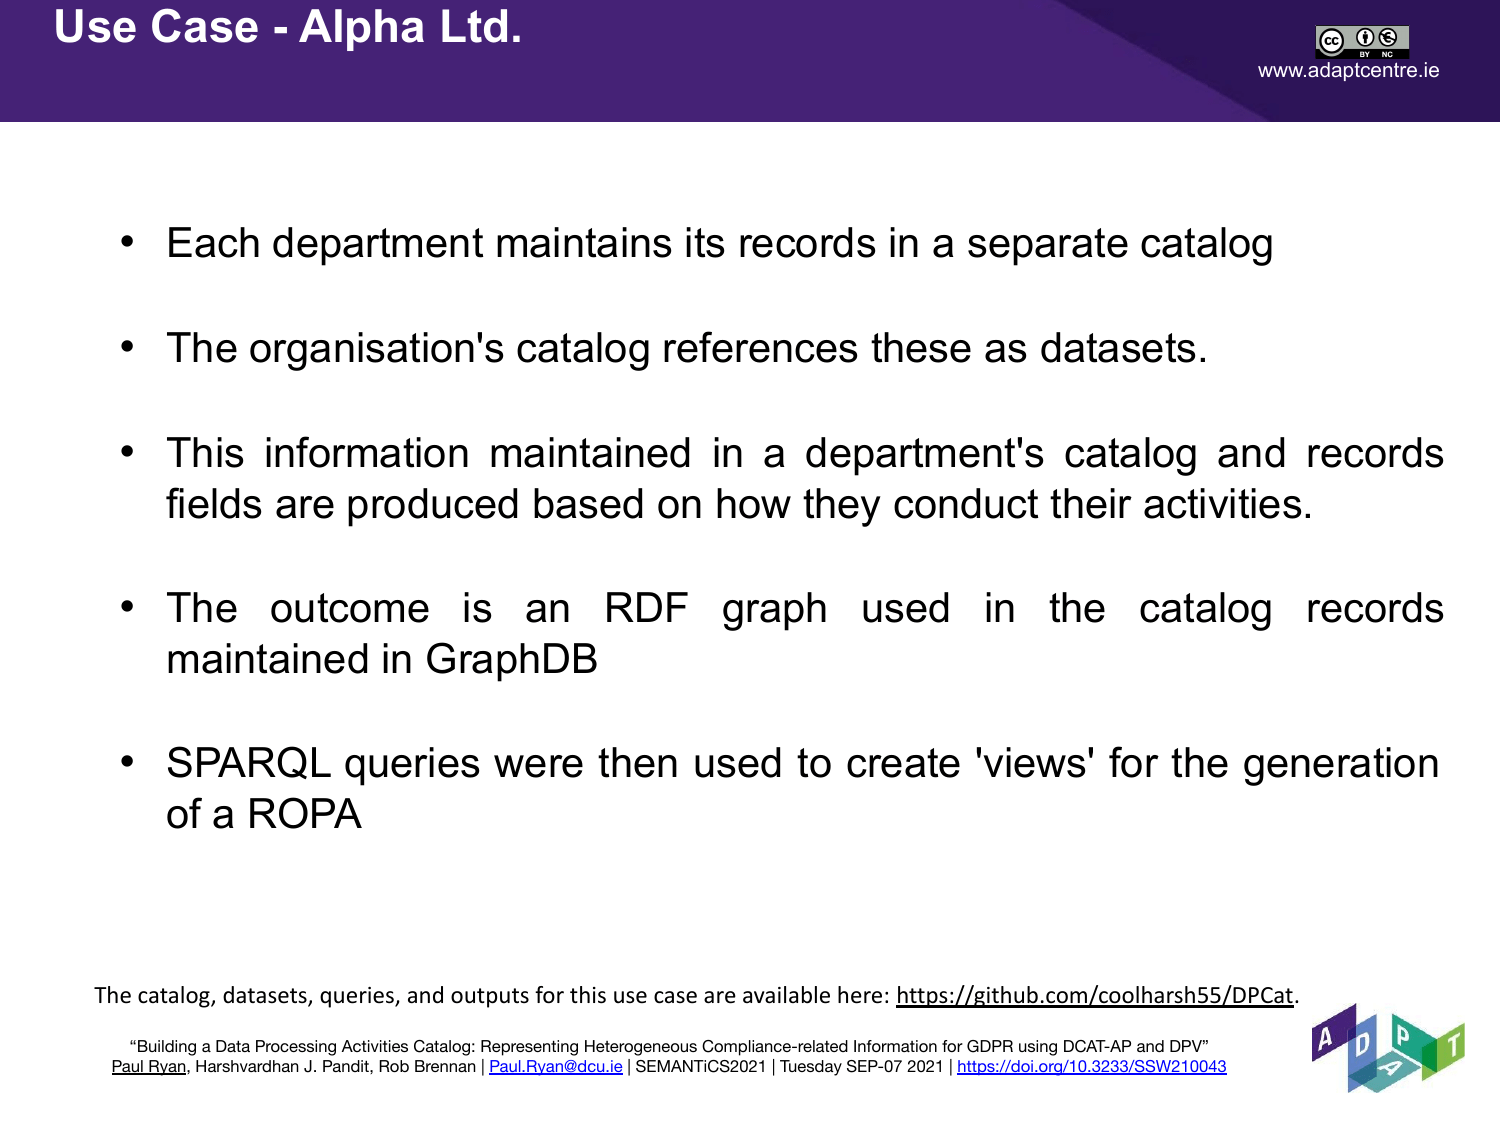 Use Case - Alpha Ltd.
cc BY NC
www.adaptcentre.ie
• Each department maintains its records in a separate catalog
• The organisation's catalog references these as datasets.
• This information maintained in a department's catalog and records
fields are produced based on how they conduct their activities.
• The outcome is an RDF graph used in the catalog records
maintained in GraphDB
• SPARQL queries were then used to create 'views' for the generation
of a ROPA
The catalog, datasets, queries, and outputs for this use case are available here: https://github.com/coolharsh55/DPCat.
“Building a Data Processing Activities Catalog: Representing Heterogeneous Compliance-related Information for GDPR using DCAT-AP and DPV”
Paul Ryan, Harshvardhan J. Pandit, Rob Brennan | Paul.Ryan@dcu.ie | SEMANTiCS2021 | Tuesday SEP-07 2021 | https://doi.org/10.3233/SSW210043
ADAPT